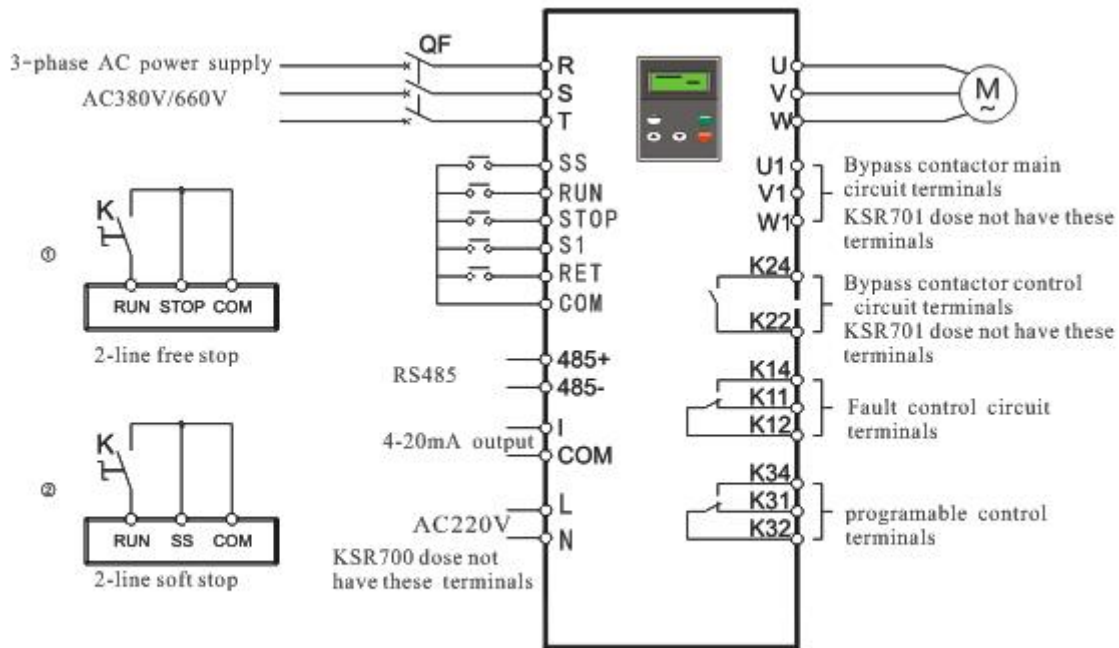 QF
3-phase AC power supply
AC380V/660V
R
S
T
U
V
W
M
~
SS
RUN
STOP
S1
RET
COM
U1
V1
W1
Bypass contactor main
circuit terminals
KSR701 dose not have these
terminals
K24
K22
Bypass contactor control
circuit terminals
KSR701 dose not have these
terminals
①
K
RUN STOP COM
2-line free stop
RS485
485+
485-
K14
K11
K12
Fault control circuit
terminals
4-20mA output
I
COM
②
K
RUN SS COM
2-line soft stop
AC220V
L
N
KSR700 dose not
have these terminals
K34
K31
K32
programable control
terminals